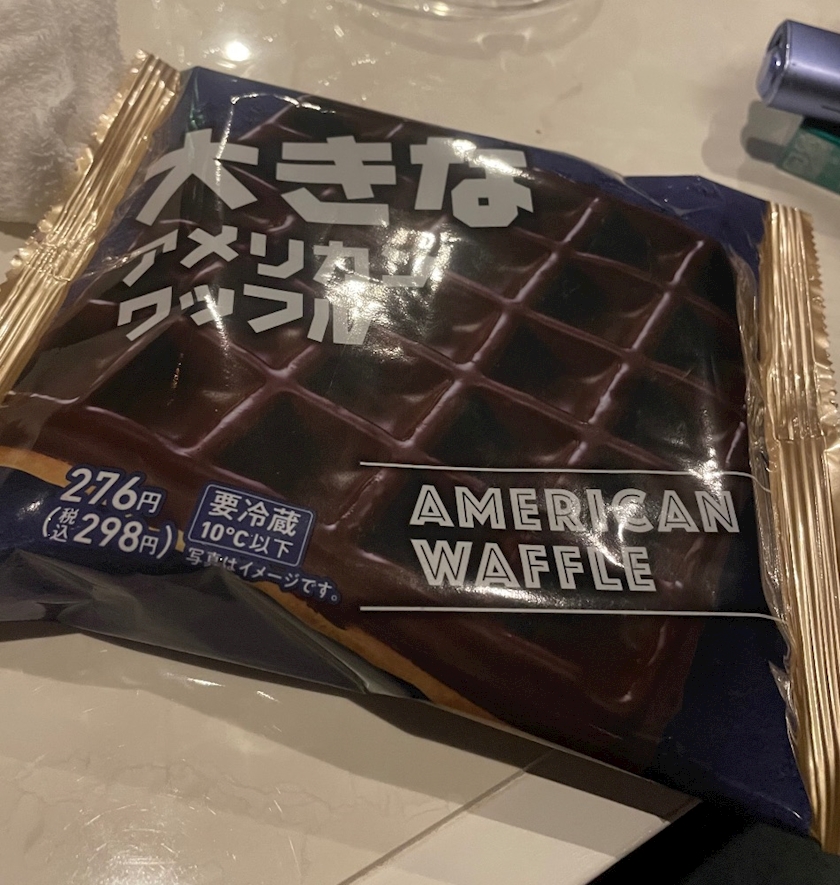 大きな
アメリカン
ワッフル
276円
(税込298円)
要冷蔵
10℃以下
写真はイメージです。
AMERICAN
WAFFLE